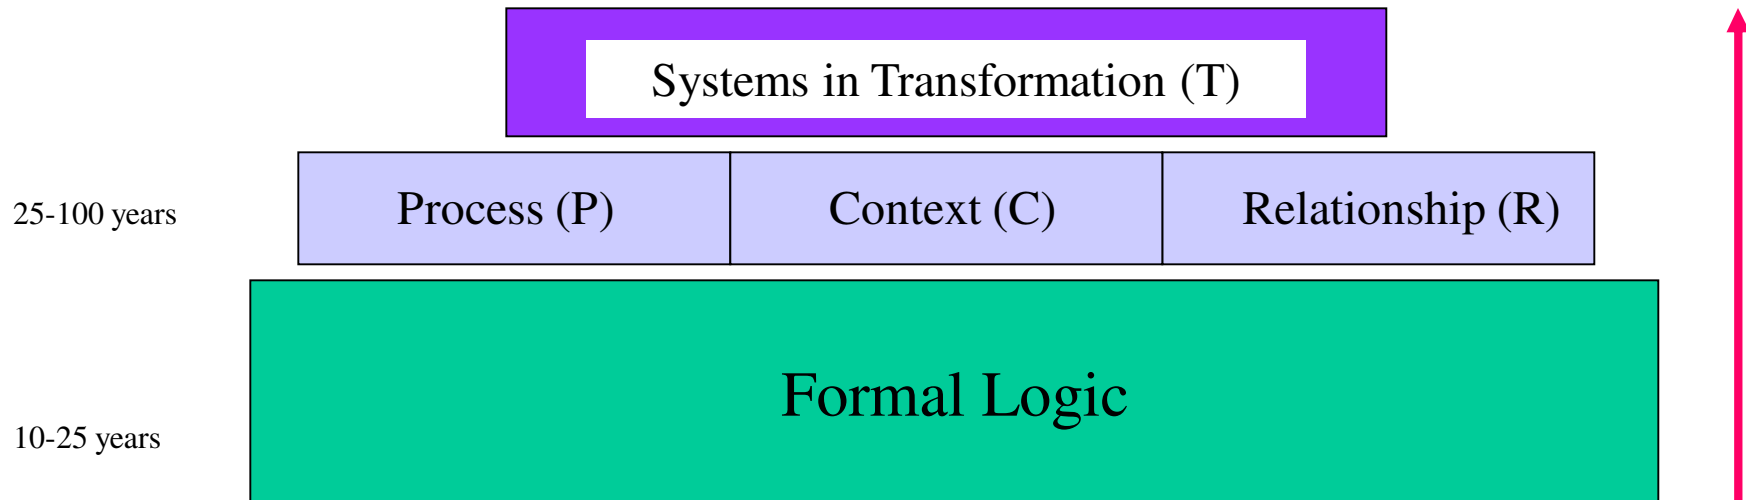 Systems in Transformation (T)
25-100 years
Process (P)
Context (C)
Relationship (R)
Formal Logic
10-25 years